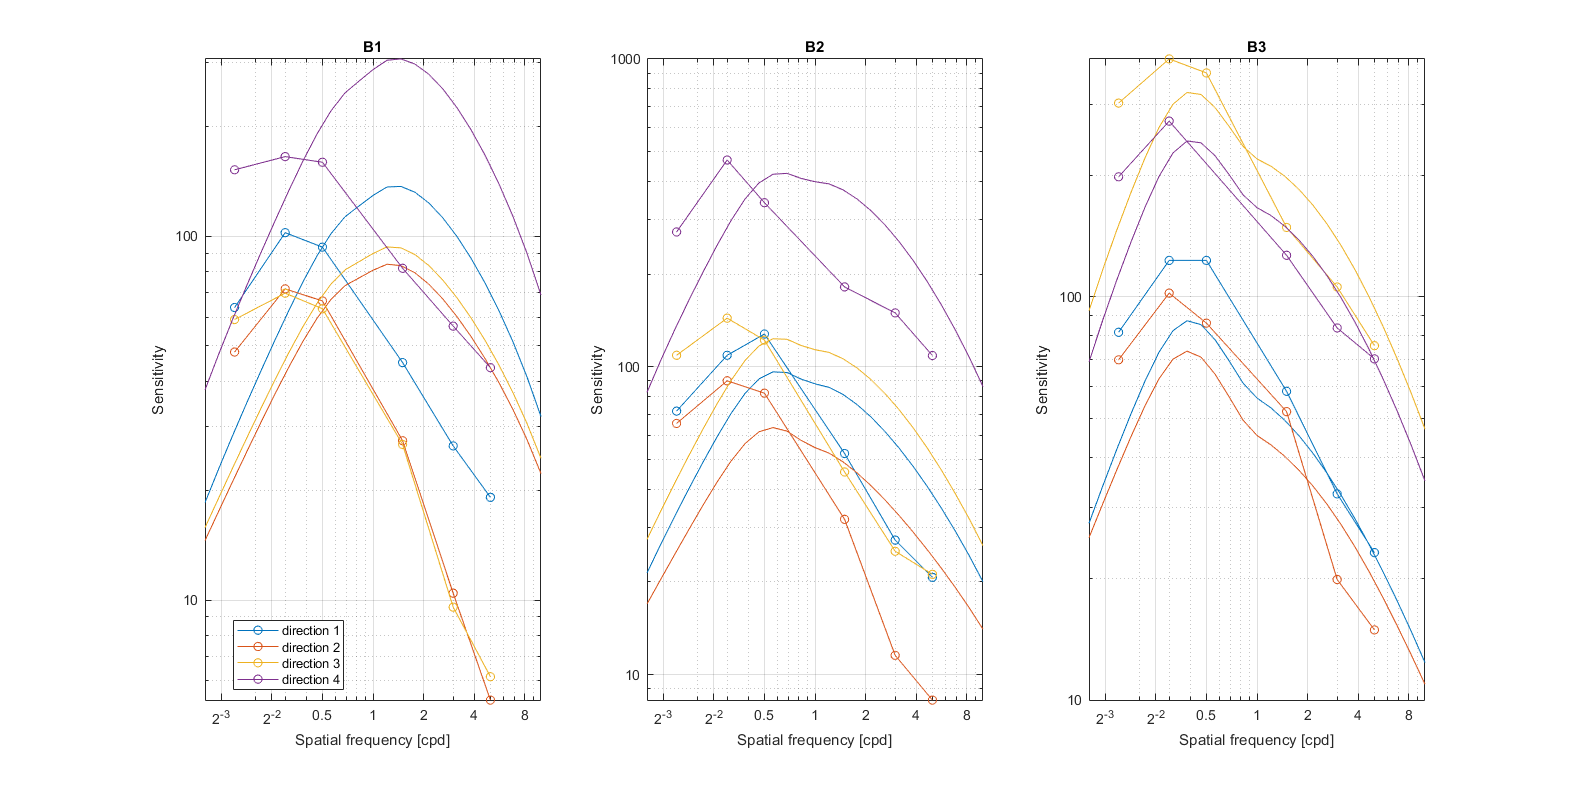 B1
B2
B3
Sensitivity
100
10
direction 1
direction 2
direction 3
direction 4
2-3
2-2
0.5
1
2
4
8
Spatial frequency [cpd]
Sensitivity
1000
100
10
2-3
2-2
0.5
1
2
4
8
Spatial frequency [cpd]
Sensitivity
100
10
2-3
2-2
0.5
1
2
4
8
Spatial frequency [cpd]